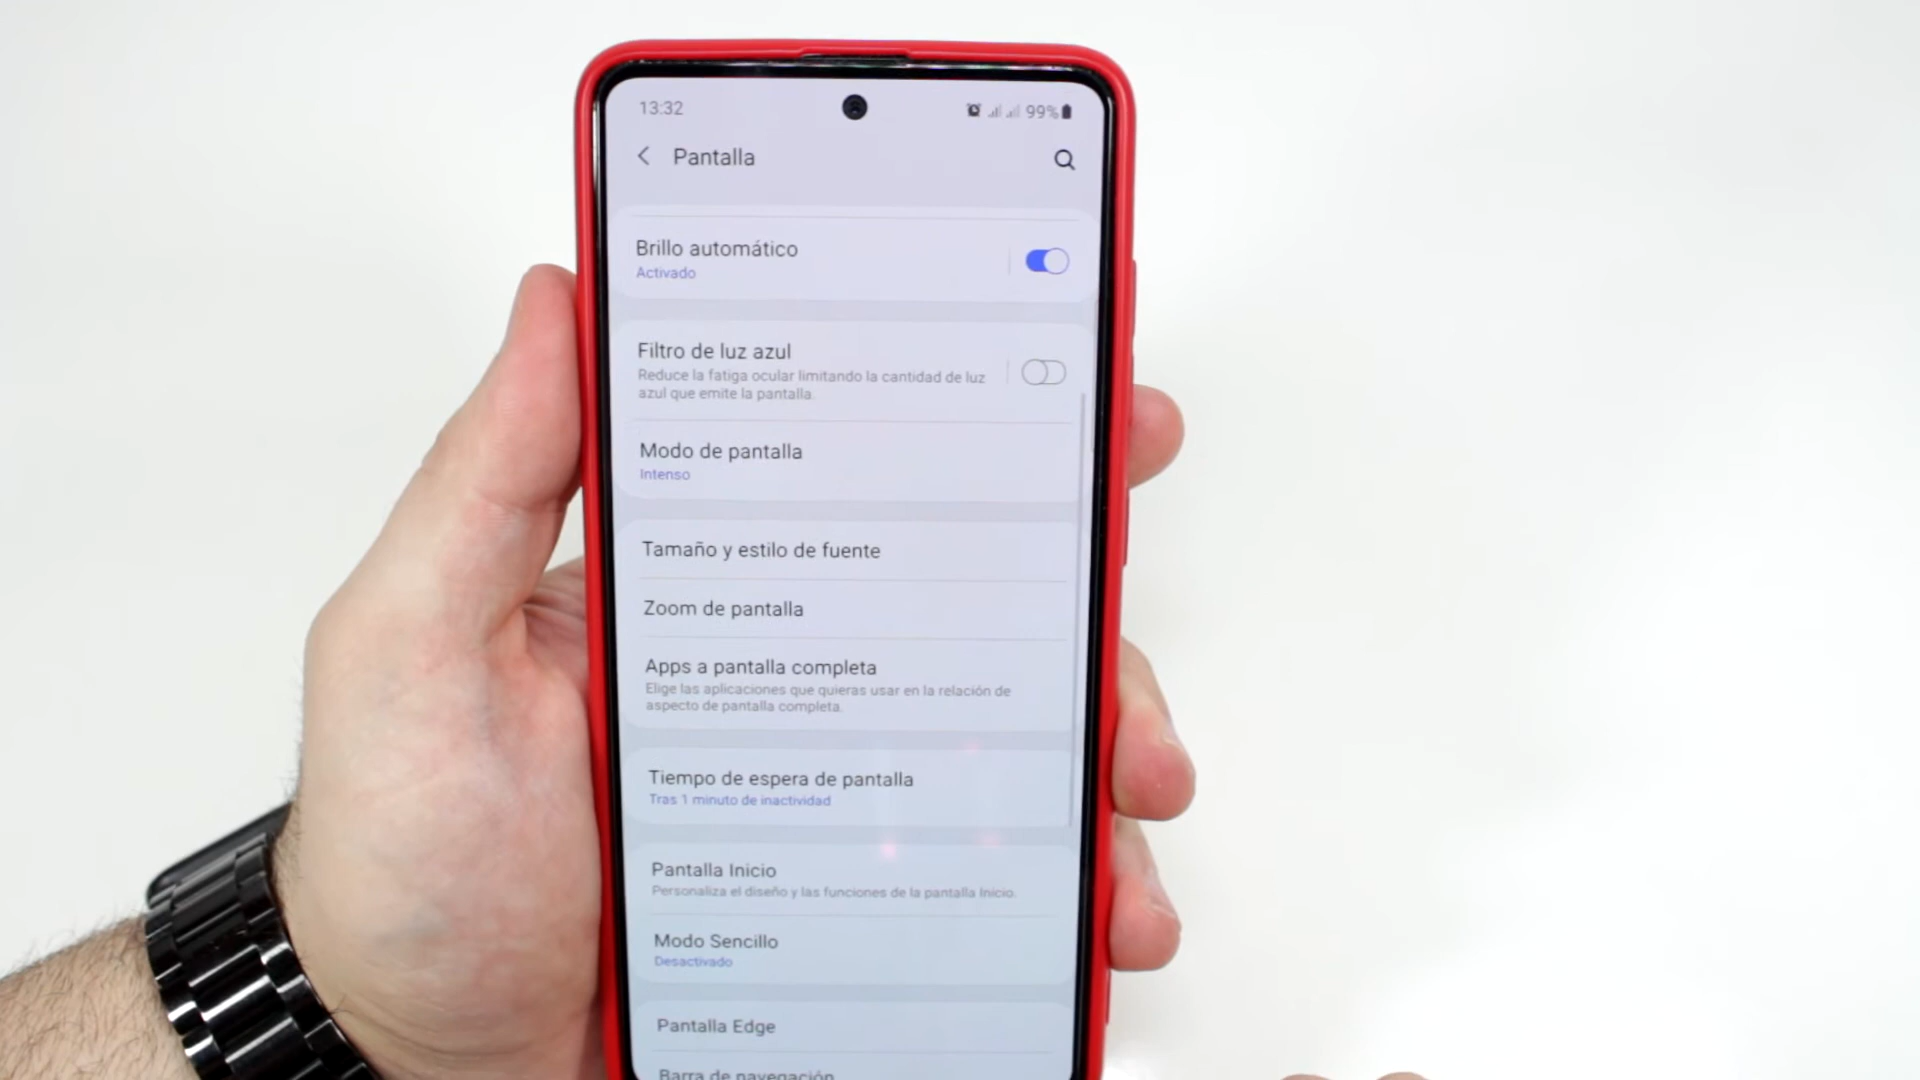 13:32
99%
Pantalla
Brillo automático
Activado
Filtro de luz azul
Reduce la fatiga ocular limitando la cantidad de luz
azul que emite la pantalla.
Modo de pantalla
Intenso
Tamaño y estilo de fuente
Zoom de pantalla
Apps a pantalla completa
Elige las aplicaciones que quieras usar en la relación de
aspecto de pantalla completa.
Tiempo de espera de pantalla
Tras 1 minuto de inactividad
Pantalla Inicio
Personaliza el diseño y las funciones de la pantalla Inicio.
Modo Sencillo
Desactivado
Pantalla Edge
Barra de navegación